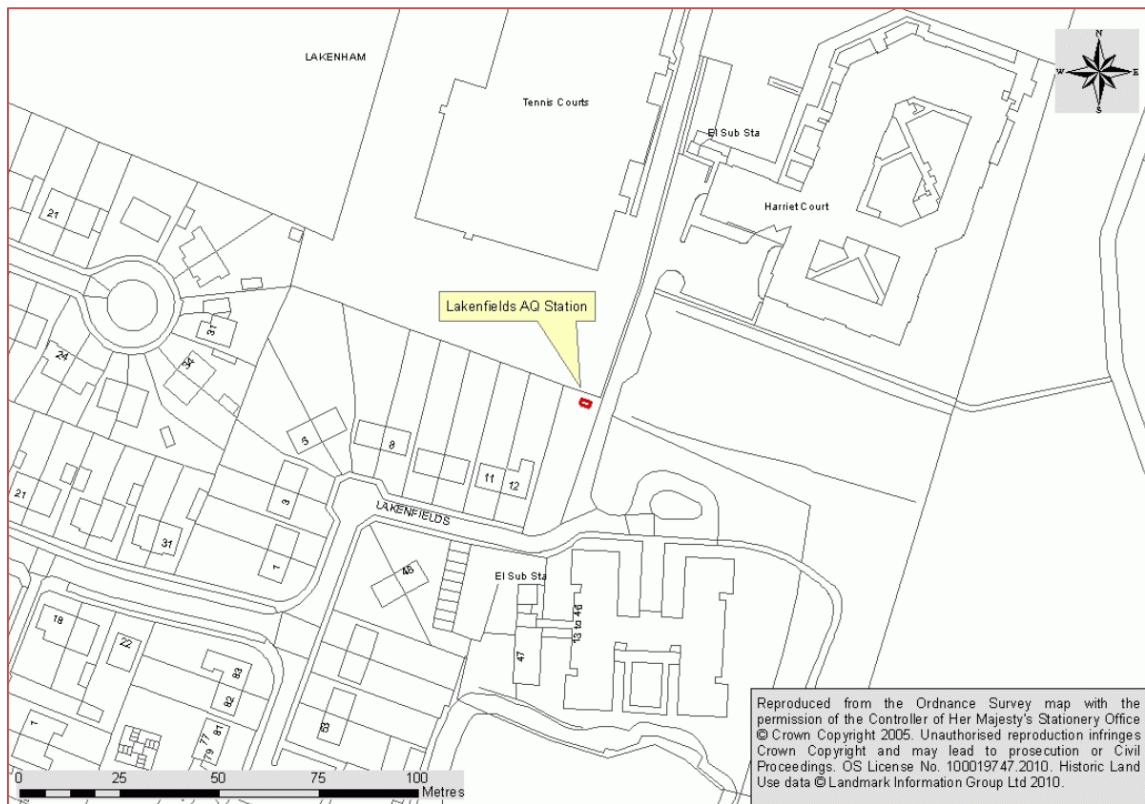 LAKENHAM
Tennis Courts
N
W
E
S
El Sub Sta
Harriet Court
21
31
34
24
Lakenfields AQ Station
5
8
11
12
3
21
31
1
LAKENFIELDS
48
El Sub Sta
13 to 46
47
18
22
83
82
81
77
79
1
63
0 25 50 75 100
Metres
Reproduced from the Ordnance Survey map with the
permission of the Controller of Her Majesty's Stationery Office
© Crown Copyright 2005. Unauthorised reproduction infringes
Crown Copyright and may lead to prosecution or Civil
Proceedings. OS License No. 100019747.2010. Historic Land
Use data © Landmark Information Group Ltd 2010.